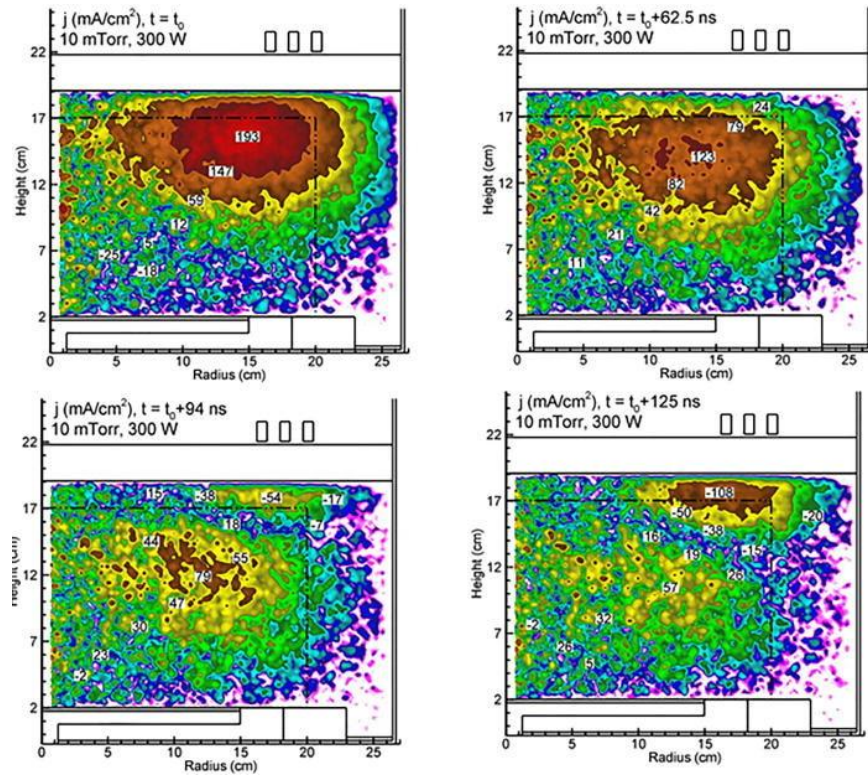 j (mA/cm²), t = t₀
10 mTorr, 300 W
22
17
12
7
2
Height (cm)
193
147
59
12
5
-25
-18
0 5 10 15 20 25
Radius (cm)
j (mA/cm²), t = t₀+62.5 ns
10 mTorr, 300 W
22
17
12
7
2
Height (cm)
24
79
123
82
42
21
11
0 5 10 15 20 25
Radius (cm)
j (mA/cm²), t = t₀+94 ns
10 mTorr, 300 W
22
17
12
7
2
Height (cm)
15 -38 -54 -17
18 -7
44
55
79
47
30
23
-2
0 5 10 15 20 25
Radius (cm)
j (mA/cm²), t = t₀+125 ns
10 mTorr, 300 W
22
17
12
7
2
Height (cm)
-108
-50 -20
-38
16
-15
19
26
57
32
-2
26
5
0 5 10 15 20 25
Radius (cm)